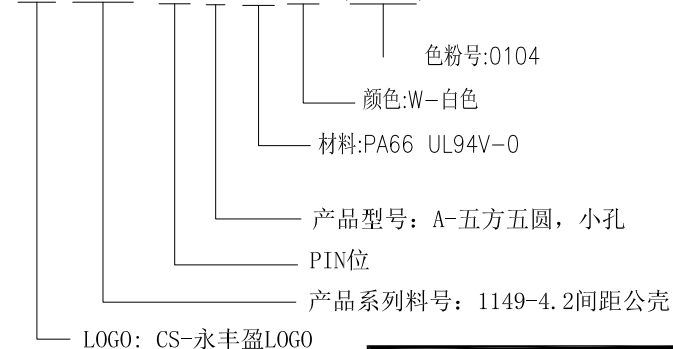 色粉号:0104
颜色:W-白色
材料:PA66 UL94V-0
产品型号：A-五方五圆，小孔
PIN位
产品系列料号：1149-4.2间距公壳
LOGO: CS-永丰盈LOGO